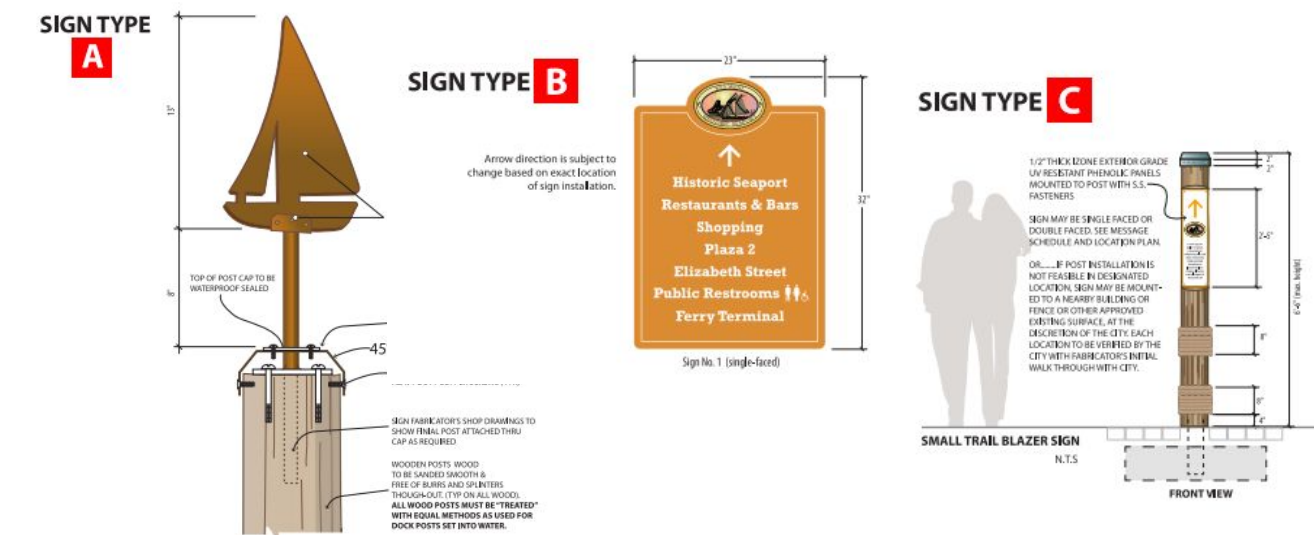 SIGN TYPE
A
13"
8"
TOP OF POST CAP TO BE
WATERPROOF SEALED
45
SIGN FABRICATOR'S SHOP DRAWINGS TO
SHOW FINIAL POST ATTACHED THRU
CAP AS REQUIRED
WOODEN POSTS WOOD
TO BE SANDED SMOOTH &
FREE OF BURRS AND SPLINTERS
THOUGH-OUT. (TYP ON ALL WOOD).
ALL WOOD POSTS MUST BE "TREATED"
WITH EQUAL METHODS AS USED FOR
DOCK POSTS SET INTO WATER.
SIGN TYPE B
Arrow direction is subject to
change based on exact location
of sign installation.
23"
32"
Historic Seaport
Restaurants & Bars
Shopping
Plaza 2
Elizabeth Street
Public Restrooms
Ferry Terminal
Sign No. 1 (single-faced)
SIGN TYPE C
1/2" THICK IZONE EXTERIOR GRADE
UV RESISTANT PHENOLIC PANELS
MOUNTED TO POST WITH S.S.
FASTENERS
SIGN MAY BE SINGLE FACED OR
DOUBLE FACED. SEE MESSAGE
SCHEDULE AND LOCATION PLAN.
OR___IF POST INSTALLATION IS
NOT FEASIBLE IN DESIGNATED
LOCATION, SIGN MAY BE MOUNT-
ED TO A NEARBY BUILDING OR
FENCE OR OTHER APPROVED
EXISTING SURFACE, AT THE
DISCRETION OF THE CITY. EACH
LOCATION TO BE VERIFIED BY THE
CITY WITH FABRICATOR'S INITIAL
WALK THROUGH WITH CITY.
2"
2"
2'-6"
8"
8"
4"
6'-6" (max. height)
SMALL TRAIL BLAZER SIGN
N.T.S
FRONT VIEW